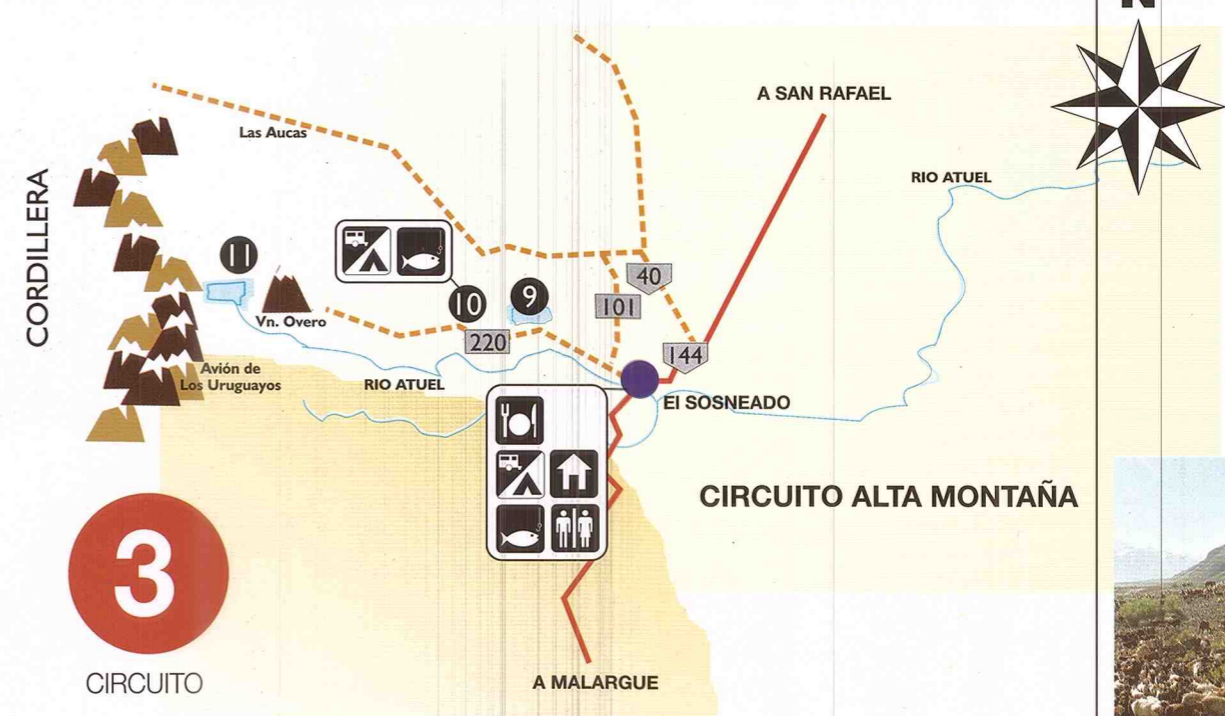 N
A SAN RAFAEL
Las Aucas
RIO ATUEL
CORDILLERA
11
40
10
9
101
Vn. Overo
220
144
Avión de
Los Uruguayos
RIO ATUEL
El SOSNEADO
CIRCUITO ALTA MONTAÑA
3
CIRCUITO
A MALARGUE